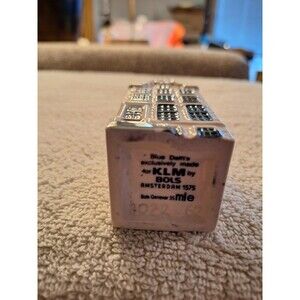 Blue Delft's
exclusively made
for KLM by
BOLS
AMSTERDAM 1575